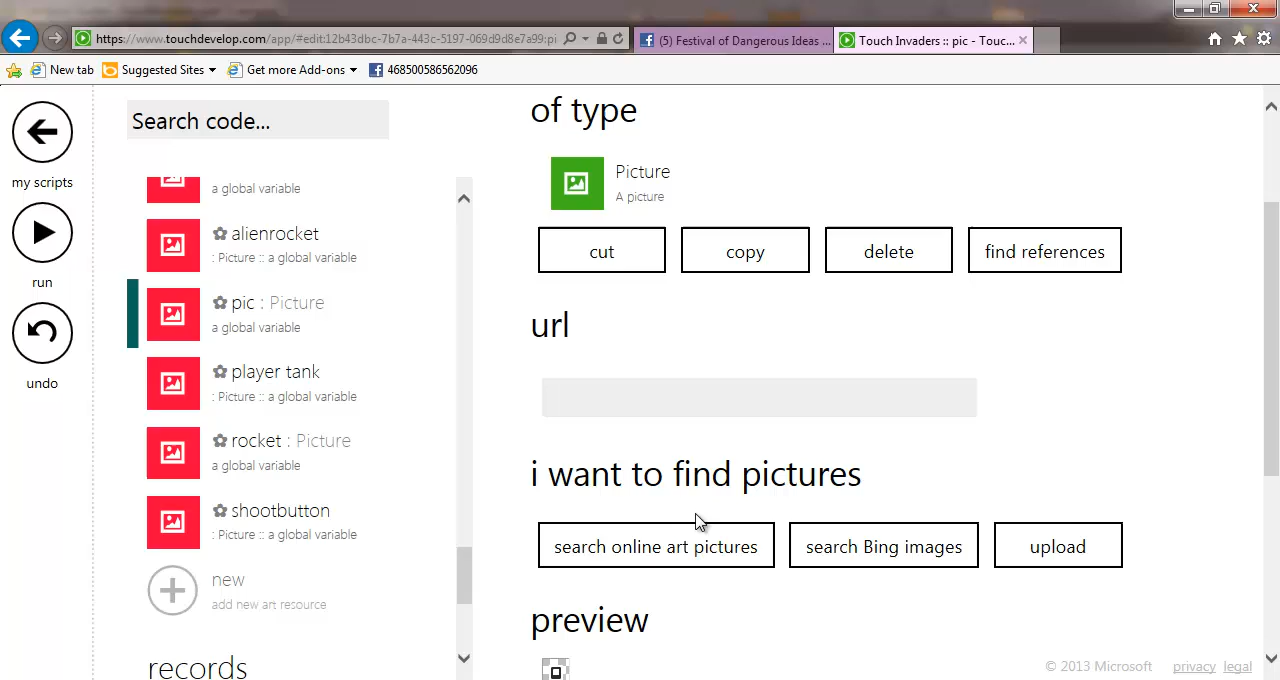 https://www.touchdevelop.com/app/#edit:12b43dbc-7b7a-443c-5197-069d9d8e7a99:pi
(5) Festival of Dangerous Ideas ...
Touch Invaders :: pic - Touc...
New tab
Suggested Sites
Get more Add-ons
468500586562096
my scripts
run
undo
Search code...
a global variable
alienrocket
: Picture :: a global variable
pic : Picture
a global variable
player tank
: Picture :: a global variable
rocket : Picture
a global variable
shootbutton
: Picture :: a global variable
new
add new art resource
records
of type
Picture
A picture
cut copy delete find references
url
i want to find pictures
search online art pictures search Bing images upload
preview
© 2013 Microsoft privacy legal